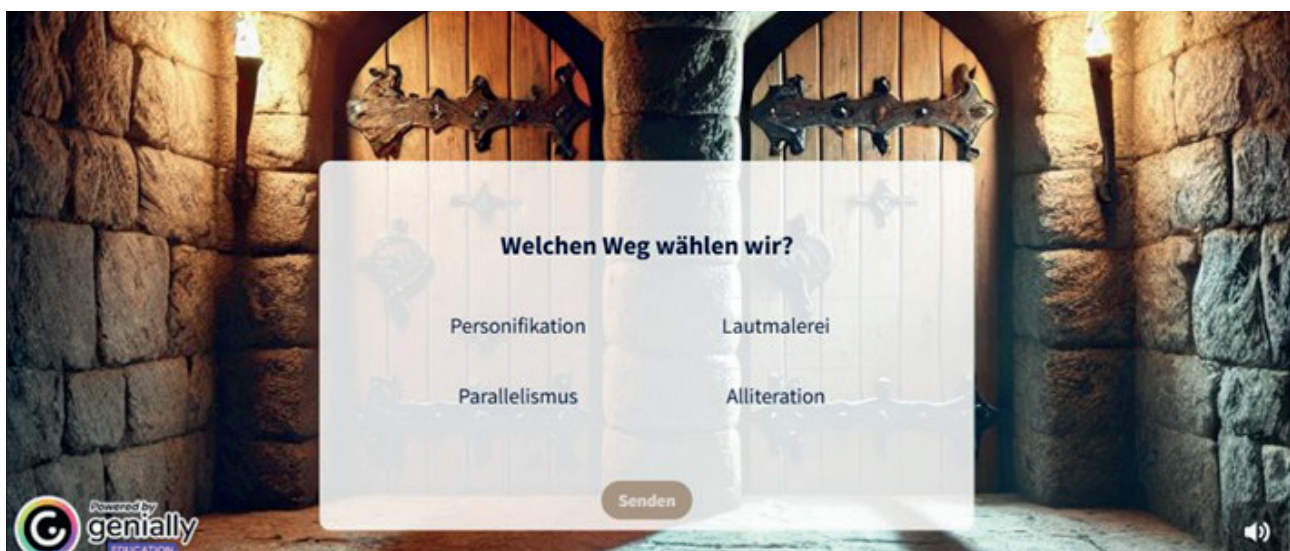 Welchen Weg wählen wir?
Personifikation
Lautmalerei
Parallelismus
Alliteration
Senden
Powered by
genially
EDUCATION